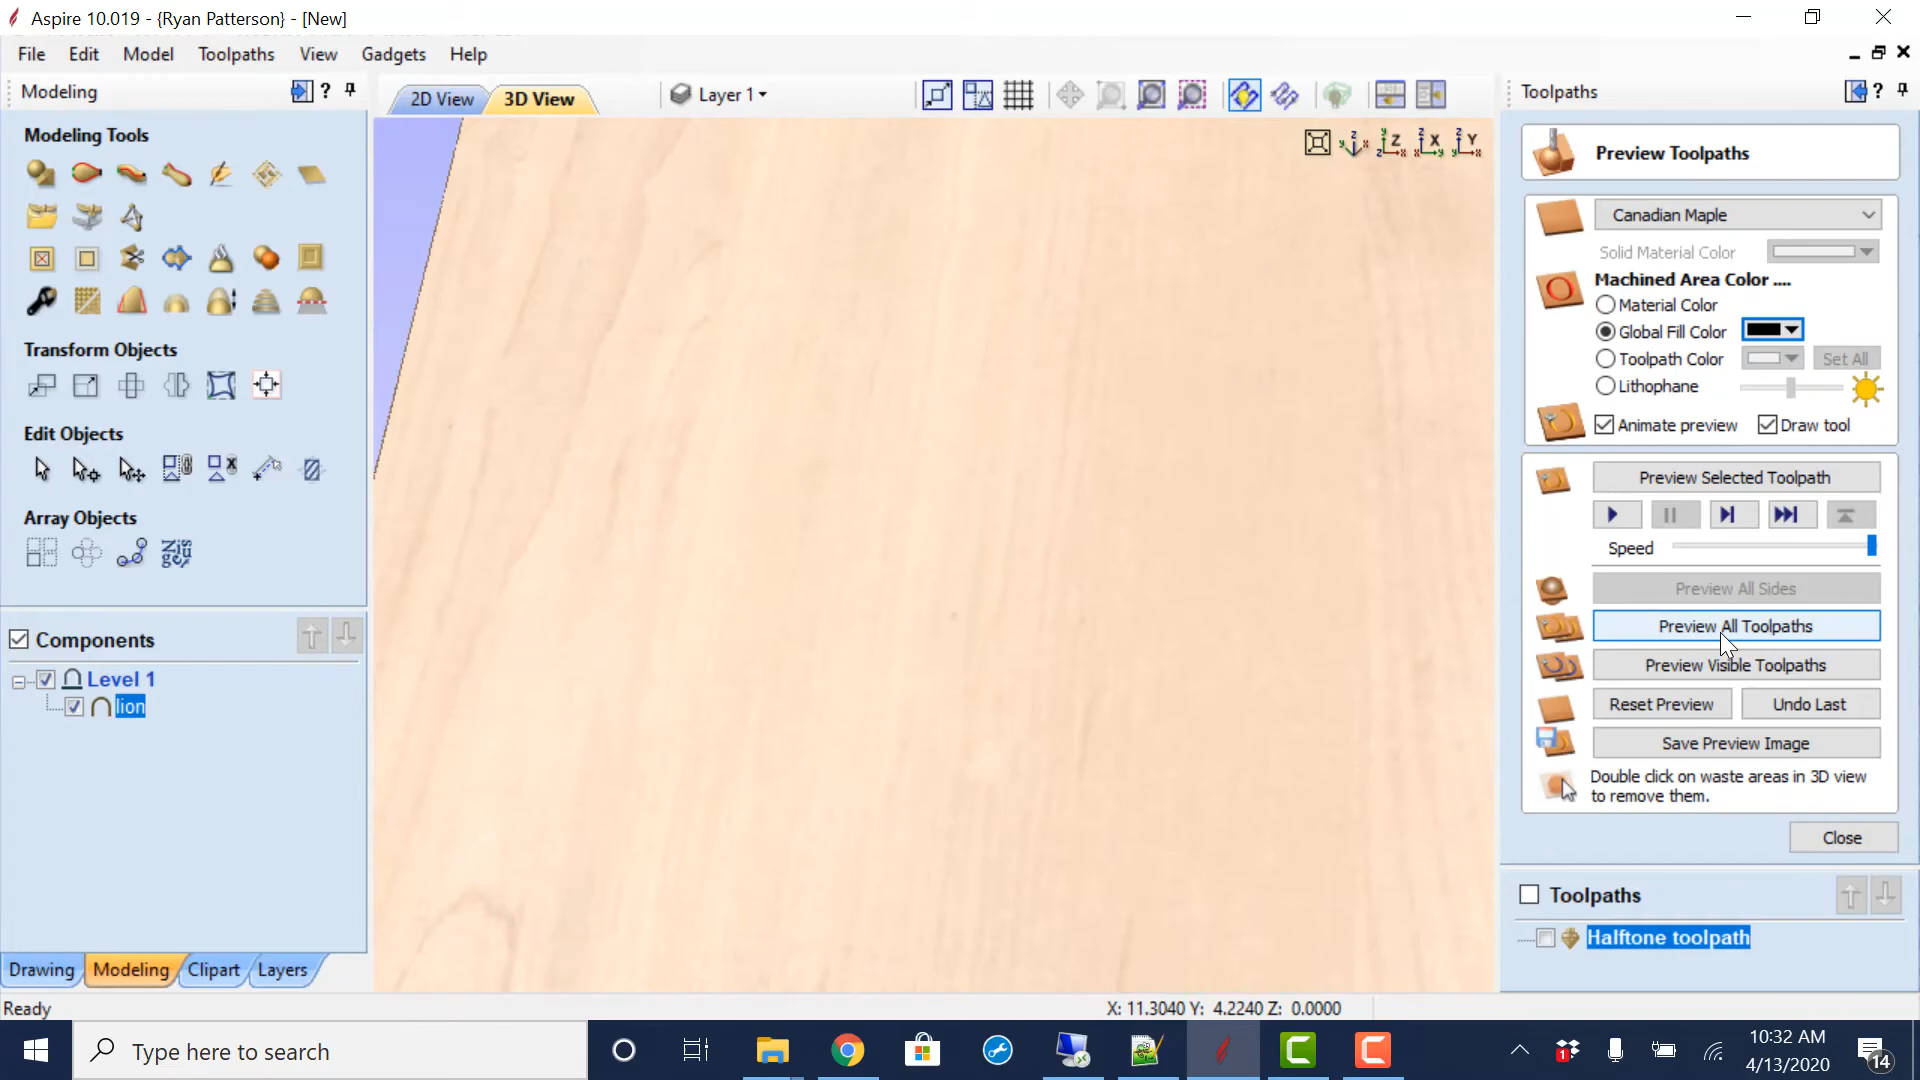 Aspire 10.019 - {Ryan Patterson} - [New]
File Edit Model Toolpaths View Gadgets Help
Modeling
Modeling Tools
Transform Objects
Edit Objects
Array Objects
Components
Level 1
lion
Drawing Modeling Clipart Layers
2D View 3D View Layer 1
Toolpaths
Preview Toolpaths
Canadian Maple
Solid Material Color
Machined Area Color ....
Material Color
Global Fill Color
Toolpath Color Set All
Lithophane
Animate preview Draw tool
Preview Selected Toolpath
Speed
Preview All Sides
Preview All Toolpaths
Preview Visible Toolpaths
Reset Preview Undo Last
Save Preview Image
Double click on waste areas in 3D view
to remove them.
Close
Toolpaths
Halftone toolpath
Ready X: 11.3040 Y: 4.2240 Z: 0.0000
Type here to search
10:32 AM
4/13/2020
14